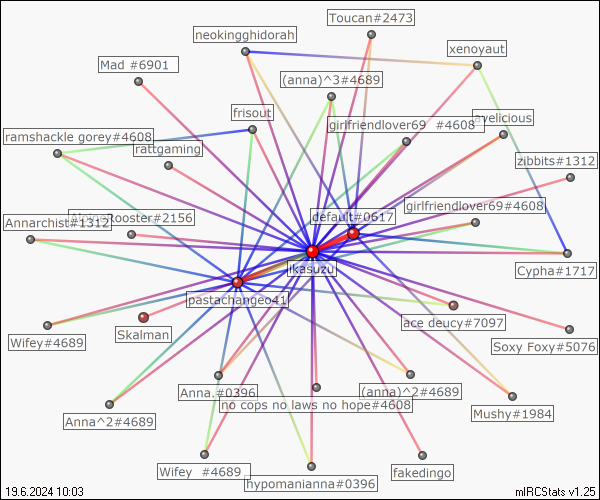 Toucan#2473
neokingghidorah
xenoyaut
Mad #6901
(anna)^3#4689
frisout
girlfriendlover69 #4608
avelicious
ramshackle gorey#4608
rattgaming
zibbits#1312
girlfriendlover69#4608
Rooster#2156
Annarchist#1312
default#0617
ikasuzu
Cypha#1717
pastachangeo41
ace deucy#7097
Skalman
Wifey#4689
Soxy Foxy#5076
Anna.#0396
(anna)^2#4689
no cops no laws no hope#4608
Mushy#1984
Anna^2#4689
Wifey #4689
fakedingo
hypomanianna#0396
19.6.2024 10:03
mIRCStats v1.25